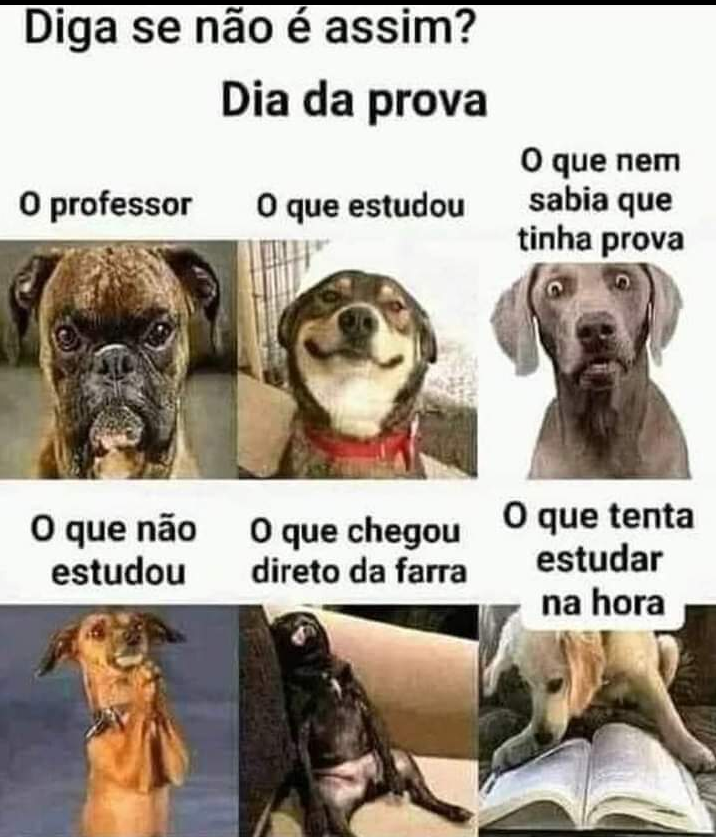 Diga se não é assim?
Dia da prova
O professor
O que estudou
O que nem
sabia que
tinha prova
O que não
estudou
O que chegou
direto da farra
O que tenta
estudar
na hora